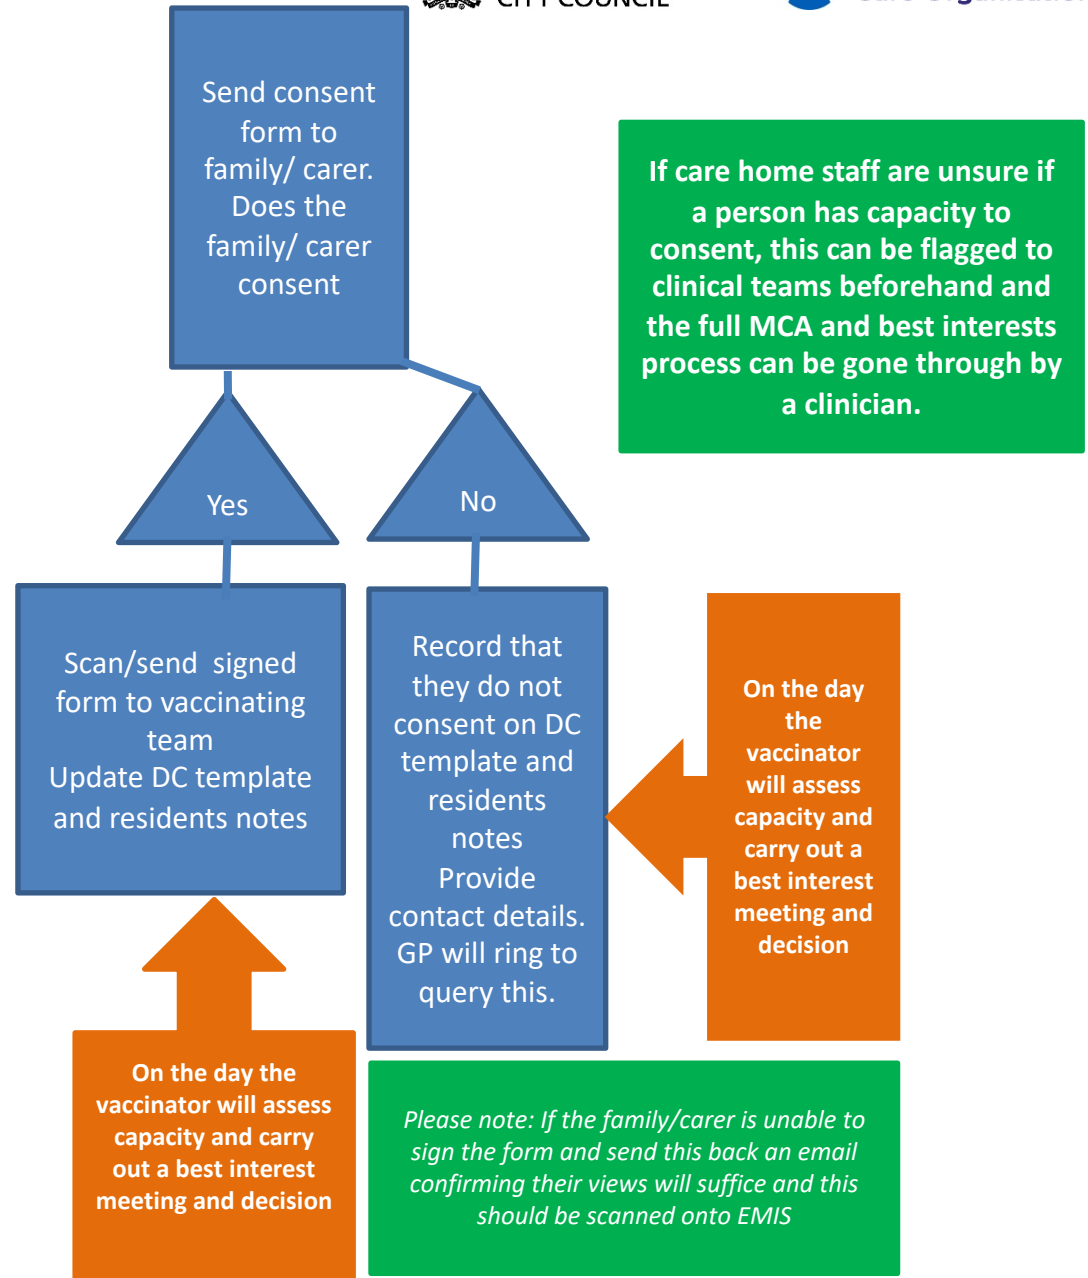 CITY COUNCIL
Care Organisation
Send consent
form to
family/ carer.
Does the
family/ carer
consent
If care home staff are unsure if
a person has capacity to
consent, this can be flagged to
clinical teams beforehand and
the full MCA and best interests
process can be gone through by
a clinician.
Yes
No
Scan/send  signed
form to vaccinating
team
Update DC template
and residents notes
Record that
they do not
consent on DC
template and
residents
notes
Provide
contact details.
GP will ring to
query this.
On the day
the
vaccinator
will assess
capacity and
carry out a
best interest
meeting and
decision
On the day the
vaccinator will assess
capacity and carry
out a best interest
meeting and decision
Please note: If the family/carer is unable to
sign the form and send this back an email
confirming their views will suffice and this
should be scanned onto EMIS